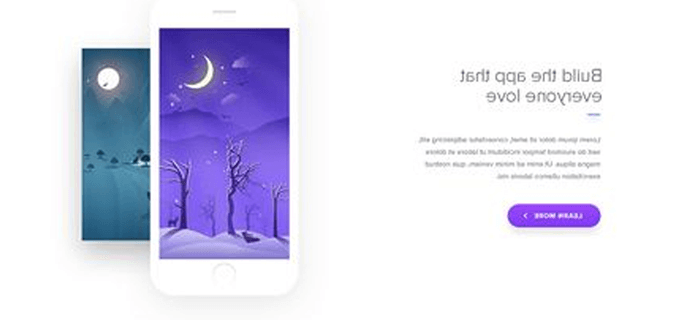 Build the app that
everyone love
Lorem ipsum dolor sit amet, consectetur adipiscing elit,
sed do eiusmod tempor incididunt ut labore et dolore
magna aliqua. Ut enim ad minim veniam, quis nostrud
exercitation ullamco laboris nisi.
LEARN MORE